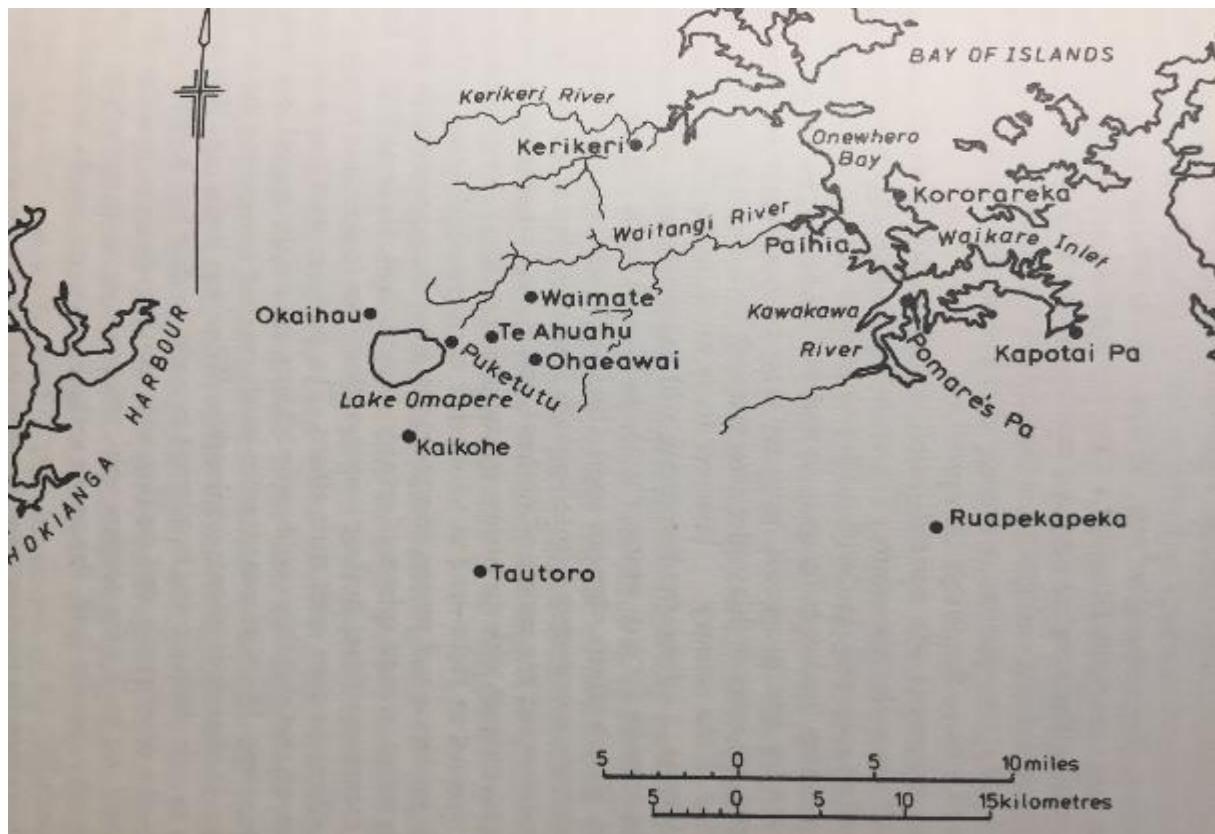 BAY OF ISLANDS
Kerikeri River
Kerikeri
Onewhero
Bay
Kororareka
Waitangi River
Paihia
Waikare Inlet
Waimate
Okaihau
Te Ahuahu
Kawakawa
River
Puketutu
Ohaeawai
Pomare's Pa
Kapotai Pa
Lake Omapere
HOKIANGA HARBOUR
Kaikohe
Ruapekapeka
Tautoro
5 0 5 10 miles
5 0 5 10 15 kilometres